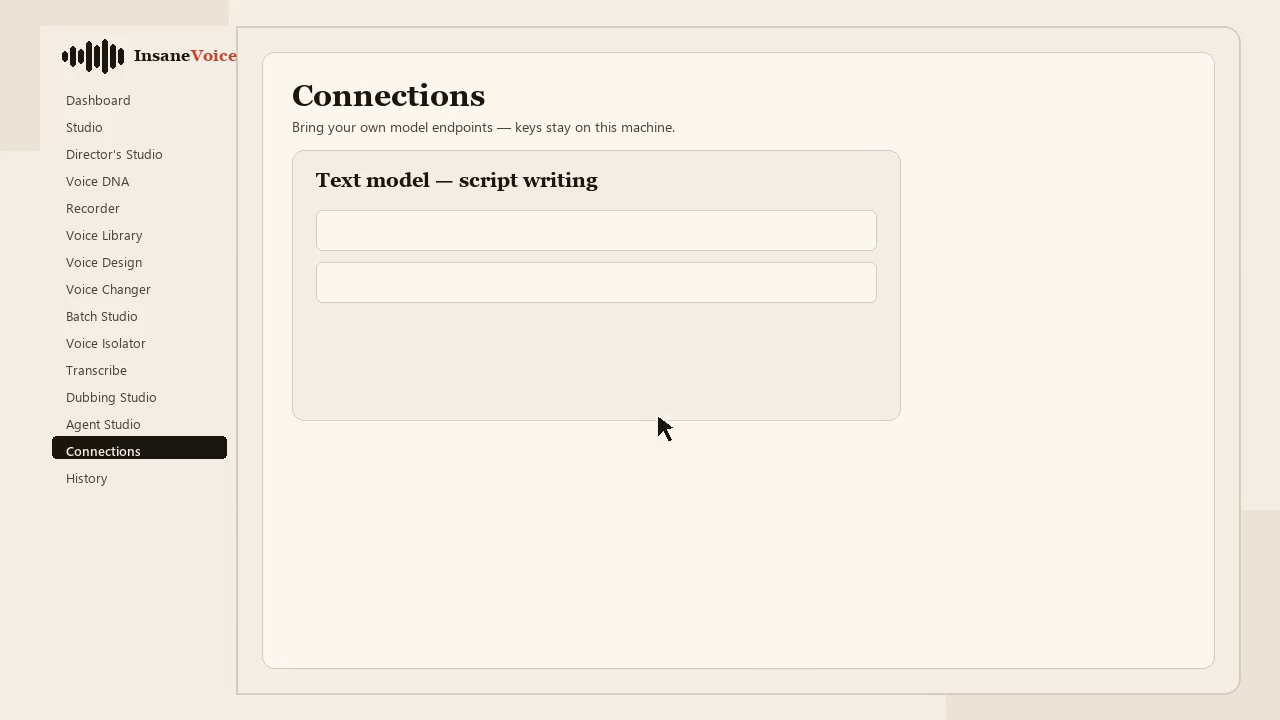 InsaneVoice
Dashboard
Studio
Director's Studio
Voice DNA
Recorder
Voice Library
Voice Design
Voice Changer
Batch Studio
Voice Isolator
Transcribe
Dubbing Studio
Agent Studio
Connections
History
Connections
Bring your own model endpoints — keys stay on this machine.
Text model — script writing